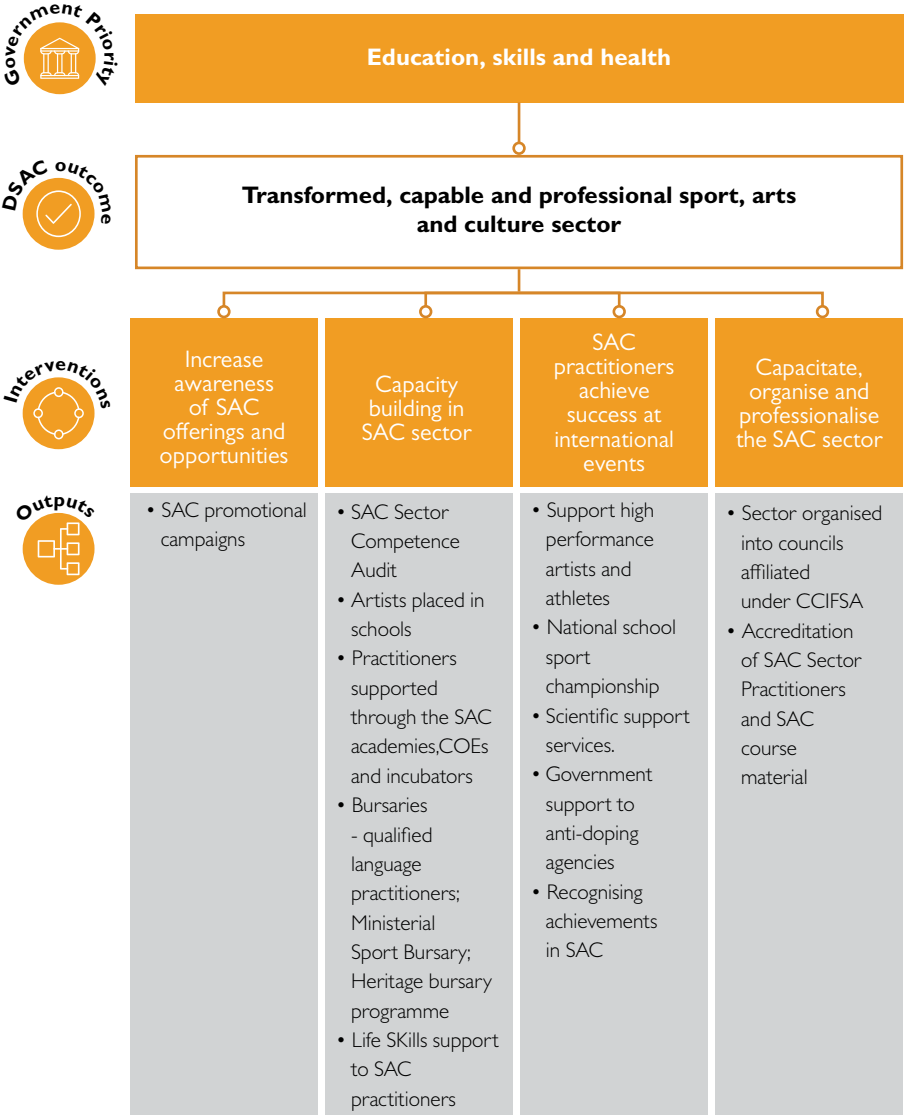 Government Priority
Education, skills and health
DSAC outcome
Transformed, capable and professional sport, arts
and culture sector
Interventions
Increase
awareness
of SAC
offerings and
opportunities
Capacity
building in
SAC sector
SAC
practitioners
achieve
success at
international
events
Capacitate,
organise and
professionalise
the SAC sector
Outputs
• SAC promotional
campaigns
• SAC Sector
Competence
Audit
• Artists placed in
schools
• Practitioners
supported
through the SAC
academies,COEs
and incubators
• Bursaries
- qualified
language
practitioners;
Ministerial
Sport Bursary;
Heritage bursary
programme
• Life SKills support
to SAC
practitioners
• Support high
performance
artists and
athletes
• National school
sport
championship
• Scientific support
services.
• Government
support to
anti-doping
agencies
• Recognising
achievements
in SAC
• Sector organised
into councils
affiliated
under CCIFSA
• Accreditation
of SAC Sector
Practitioners
and SAC
course
material